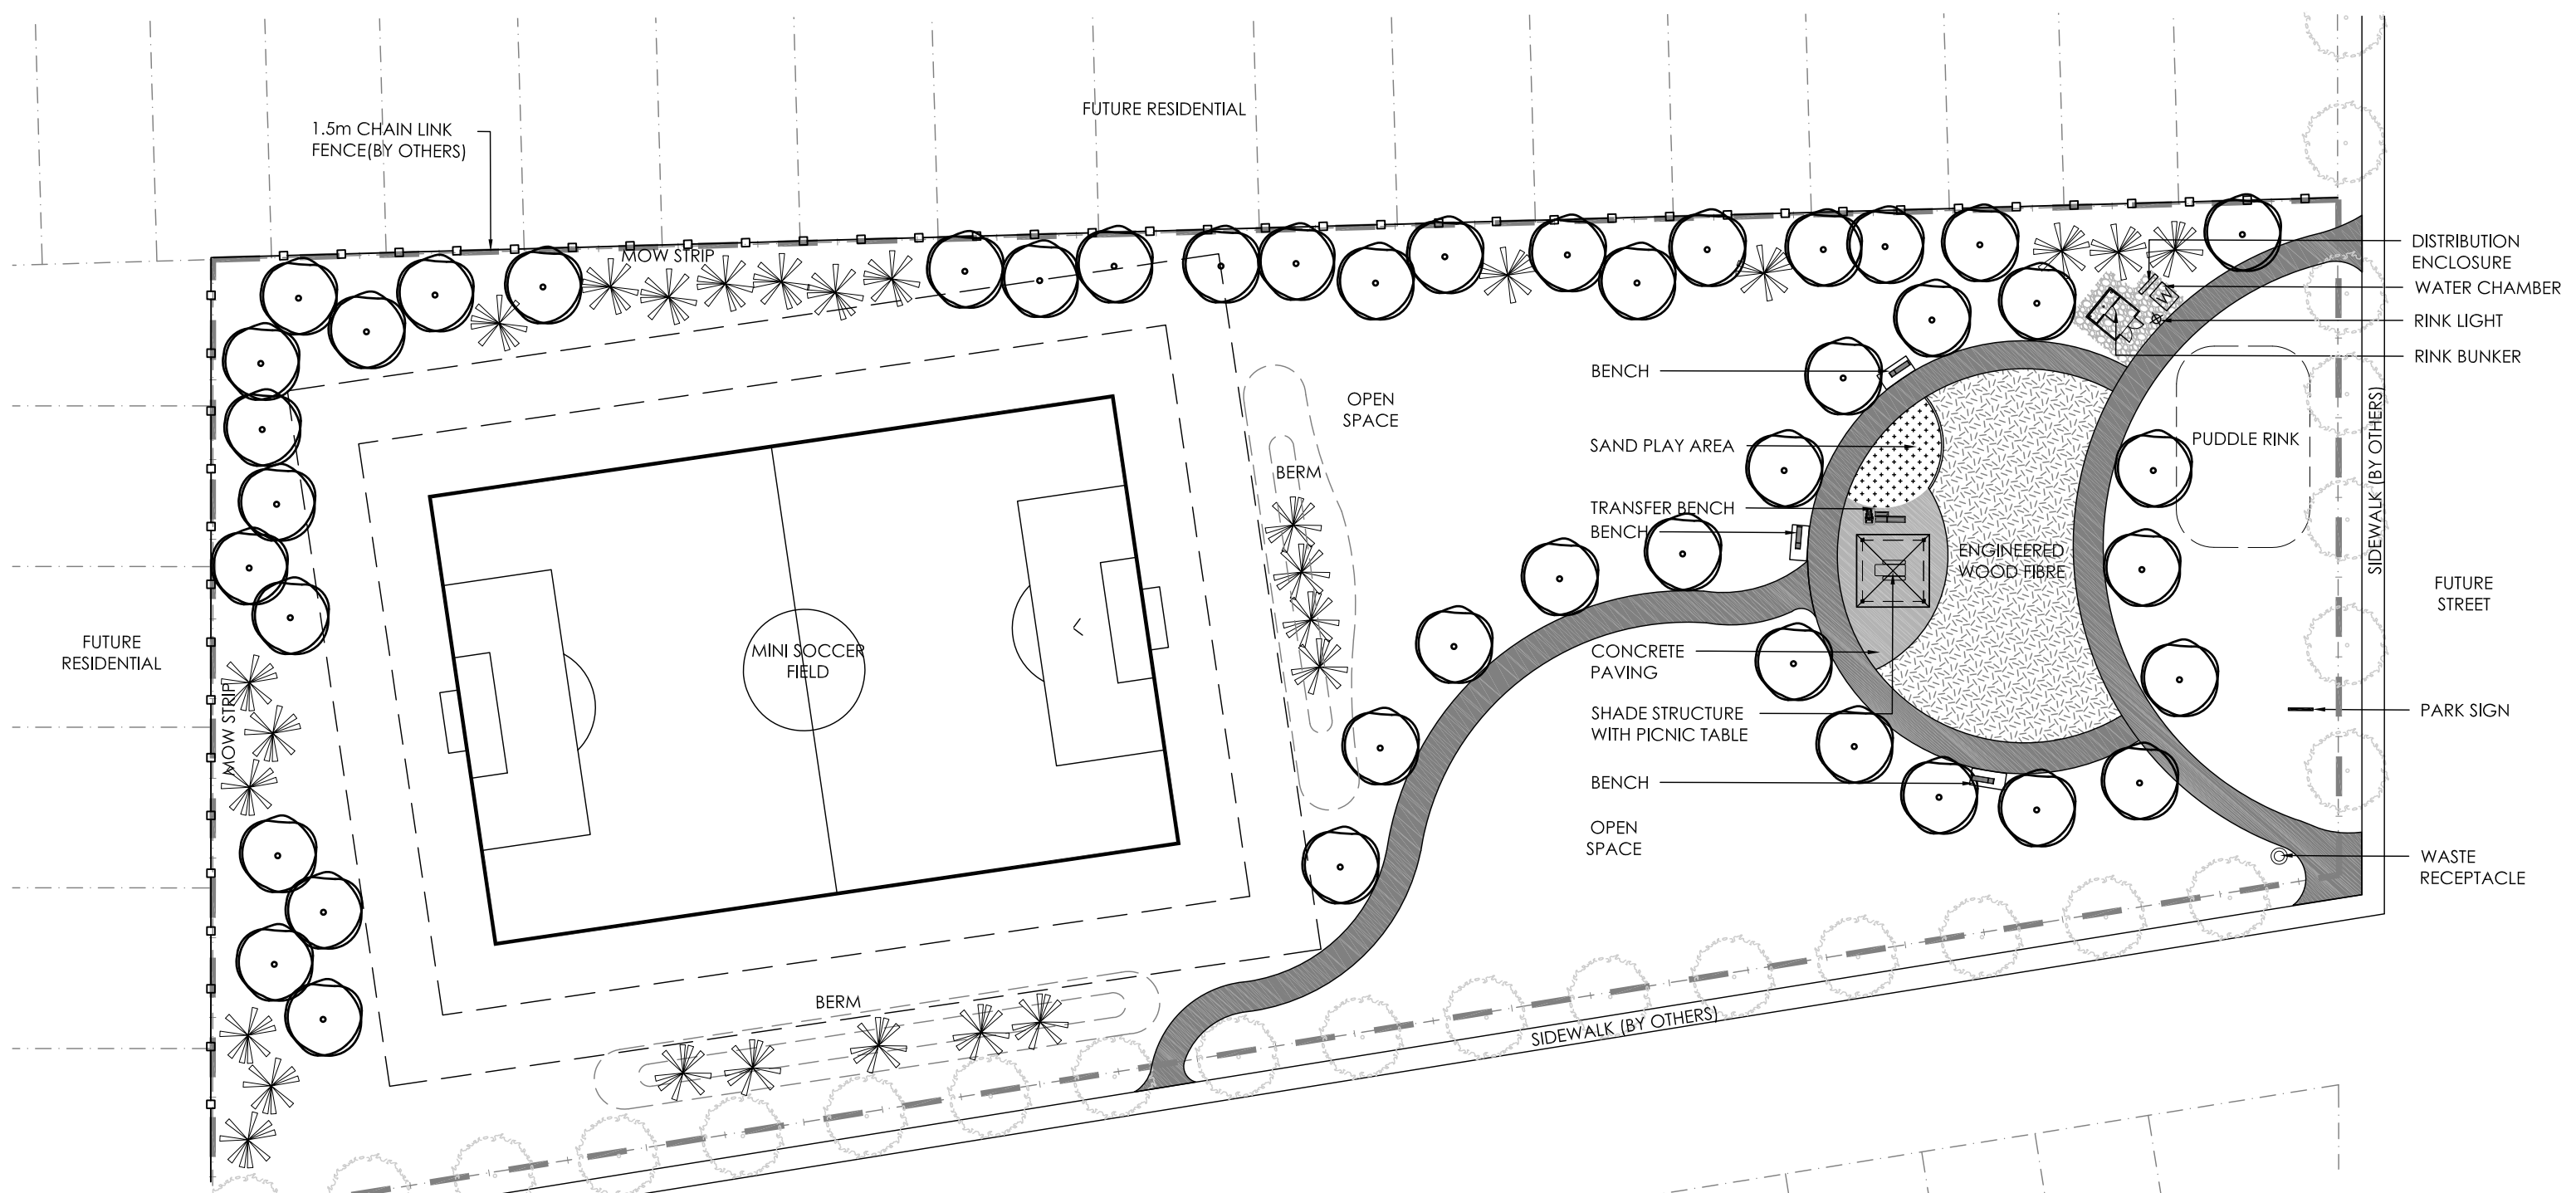 FUTURE RESIDENTIAL
1.5m CHAIN LINK
FENCE(BY OTHERS)
MOW STRIP
DISTRIBUTION
ENCLOSURE
WATER CHAMBER
W
RINK LIGHT
RINK BUNKER
BENCH
OPEN
SPACE
SAND PLAY AREA
PUDDLE RINK
SIDEWALK (BY OTHERS)
BERM
TRANSFER BENCH
BENCH
ENGINEERED
WOOD FIBRE
FUTURE
STREET
FUTURE
RESIDENTIAL
MOW STRIP
MINI SOCCER
FIELD
CONCRETE
PAVING
SHADE STRUCTURE
WITH PICNIC TABLE
PARK SIGN
BENCH
OPEN
SPACE
WASTE
RECEPTACLE
BERM
SIDEWALK (BY OTHERS)